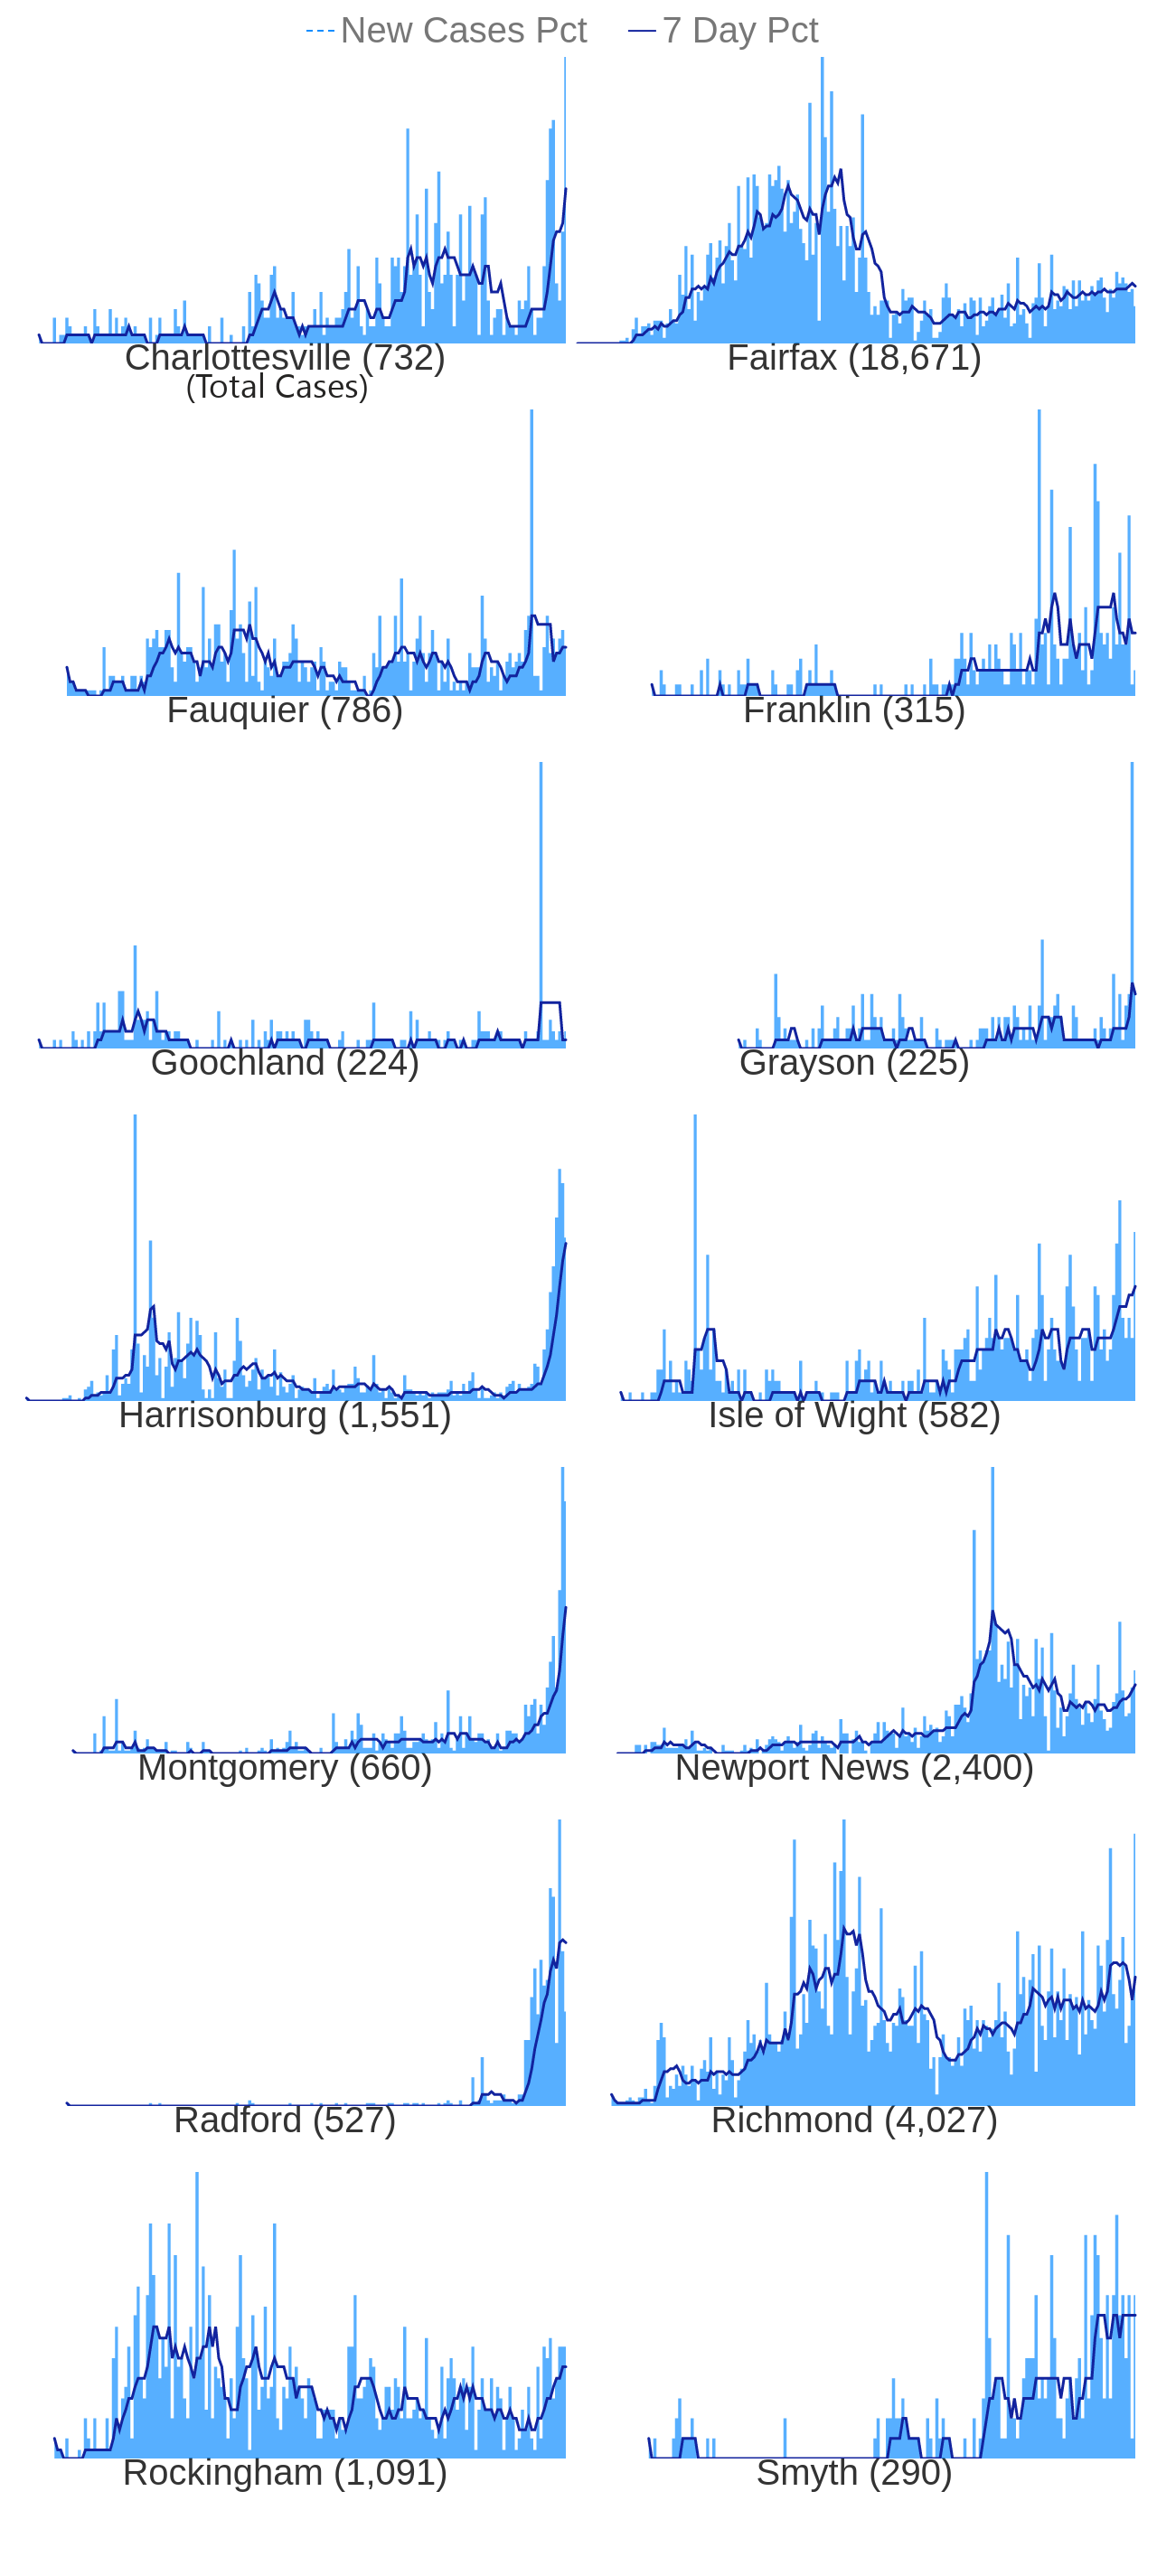 New Cases Pct 7 Day Pct
Charlottesville (732) Fairfax (18,671)
(Total Cases)
Fauquier (786) Franklin (315)
Goochland (224) Grayson (225)
Harrisonburg (1,551) Isle of Wight (582)
Montgomery (660) Newport News (2,400)
Radford (527) Richmond (4,027)
Rockingham (1,091) Smyth (290)